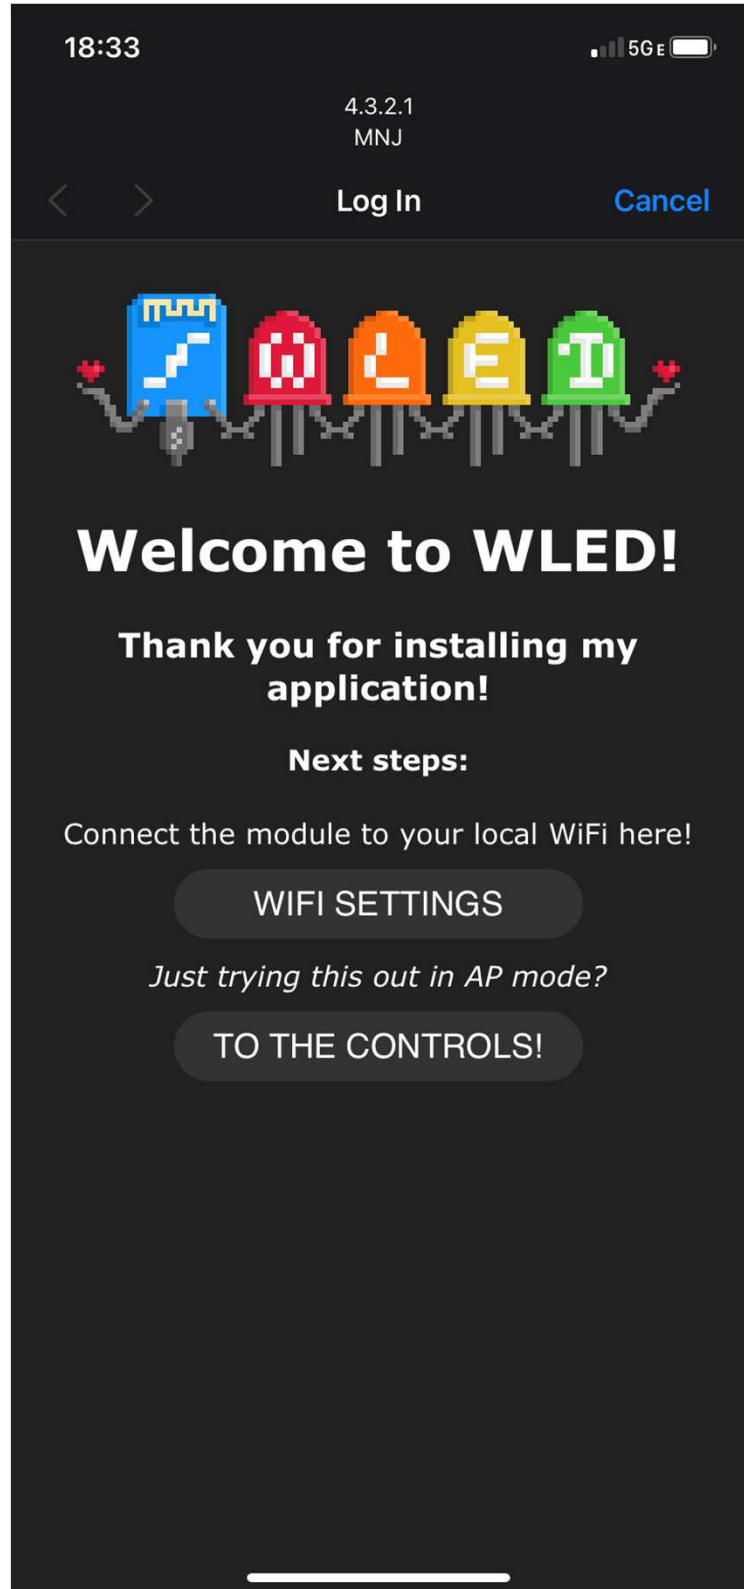 18:33 5GE
4.3.2.1
MNJ
Log In Cancel
WLED
Welcome to WLED!
Thank you for installing my
application!
Next steps:
Connect the module to your local WiFi here!
WIFI SETTINGS
Just trying this out in AP mode?
TO THE CONTROLS!